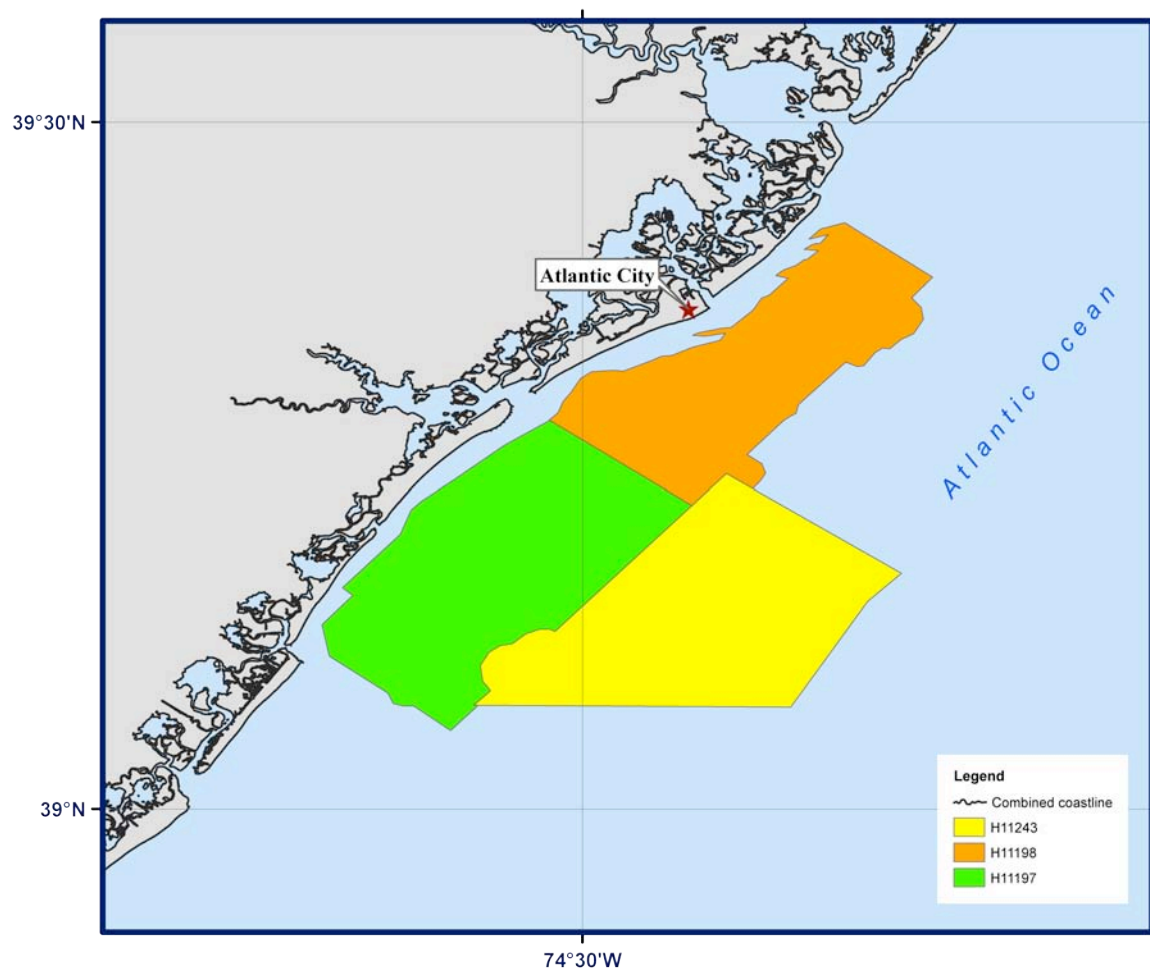 39°30'N
Atlantic City
Atlantic Ocean
39°N
74°30'W
Legend
Combined coastline
H11243
H11198
H11197